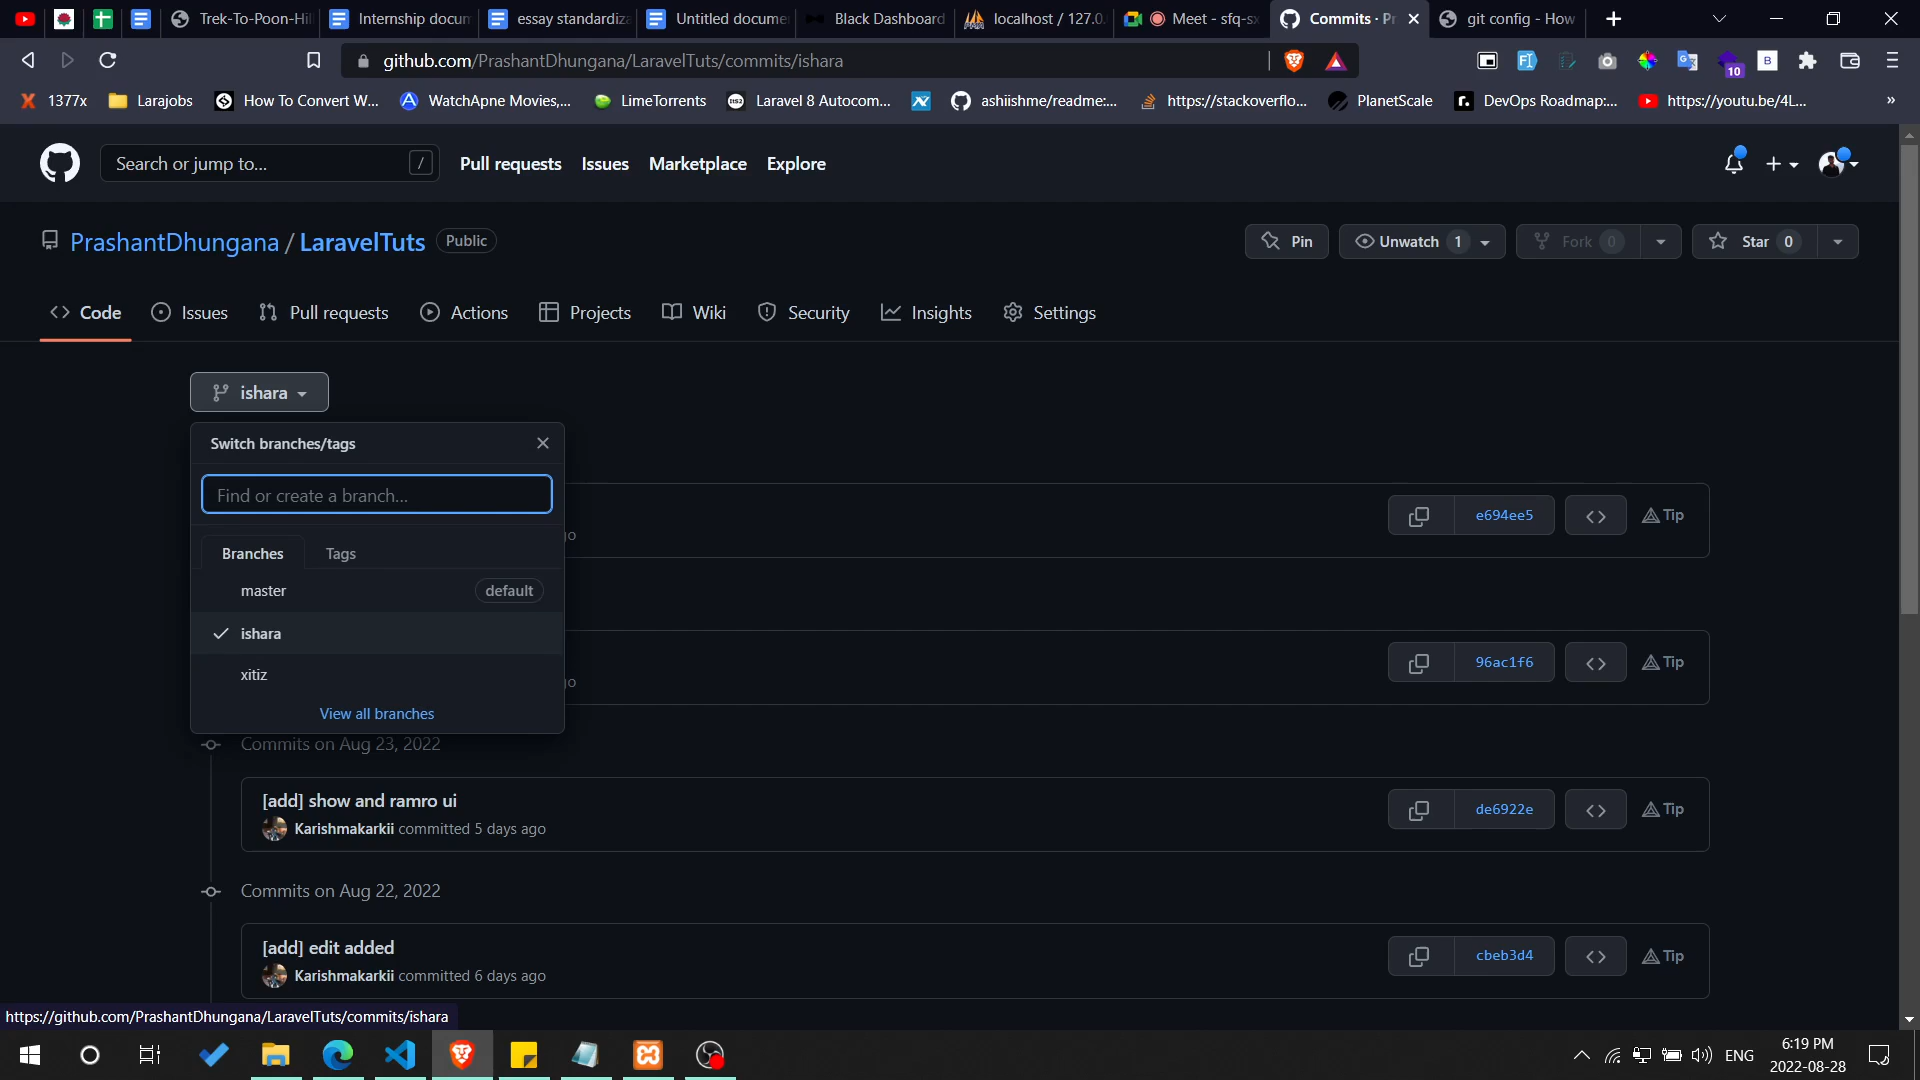 Trek-To-Poon-Hil
Internship docum
essay standardiza
Untitled docume
Black Dashboard
localhost / 127.0.
Meet - sfq-sx
Commits · Pr
git config - How
github.com/PrashantDhungana/LaravelTuts/commits/ishara
10
B
1377x
Larajobs
How To Convert W...
WatchApne Movies,...
LimeTorrents
Laravel 8 Autocom...
ashiishme/readme:...
https://stackoverflo...
PlanetScale
DevOps Roadmap:...
https://youtu.be/4L...
»
Search or jump to...
/
Pull requests
Issues
Marketplace
Explore
PrashantDhungana / LaravelTuts
Public
Pin
Unwatch 1
Fork 0
Star 0
Code
Issues
Pull requests
Actions
Projects
Wiki
Security
Insights
Settings
ishara
Switch branches/tags
Find or create a branch...
Branches
Tags
master
default
ishara
xitiz
View all branches
go
e694ee5
Tip
go
96ac1f6
Tip
Commits on Aug 23, 2022
[add] show and ramro ui
Karishmakarkii committed 5 days ago
de6922e
Tip
Commits on Aug 22, 2022
[add] edit added
Karishmakarkii committed 6 days ago
cbeb3d4
Tip
https://github.com/PrashantDhungana/LaravelTuts/commits/ishara
ENG
6:19 PM
2022-08-28